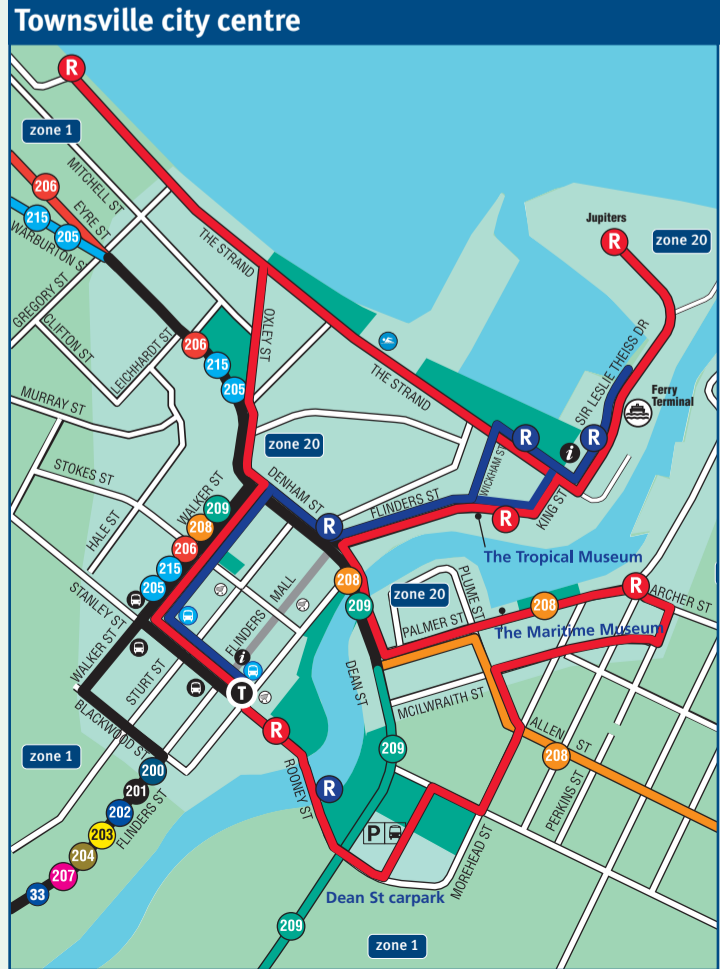 Townsville city centre
R
zone 1
MITCHELL ST
206
EYRE ST
215
205
WARBURTON ST
GREGORY ST
CLIFTON ST
LEICHHARDT ST
THE STRAND
OXLEY ST
206
215
205
Jupiters
R
zone 20
SIR LESLIE THEISS DR
Ferry
Terminal
THE STRAND
MURRAY ST
STOKES ST
HALE ST
zone 20
R
R
i
WICKHAM ST
KING ST
WALKER ST
209
208
206
215
205
DENHAM ST
R
FLINDERS ST
R
The Tropical Museum
STANLEY ST
FLINDERS
MALL
i
208
209
zone 20
PLUME ST
PALMER ST
208
R
ARCHER ST
The Maritime Museum
WALKER ST
STURT ST
T
DEAN ST
MCILWRAITH ST
BLACKWOOD ST
R
ROONEY ST
R
209
ALLEN ST
208
PERKINS ST
zone 1
200
201
202
203
204
207
33
FLINDERS ST
P
MOREHEAD ST
Dean St carpark
209
zone 1